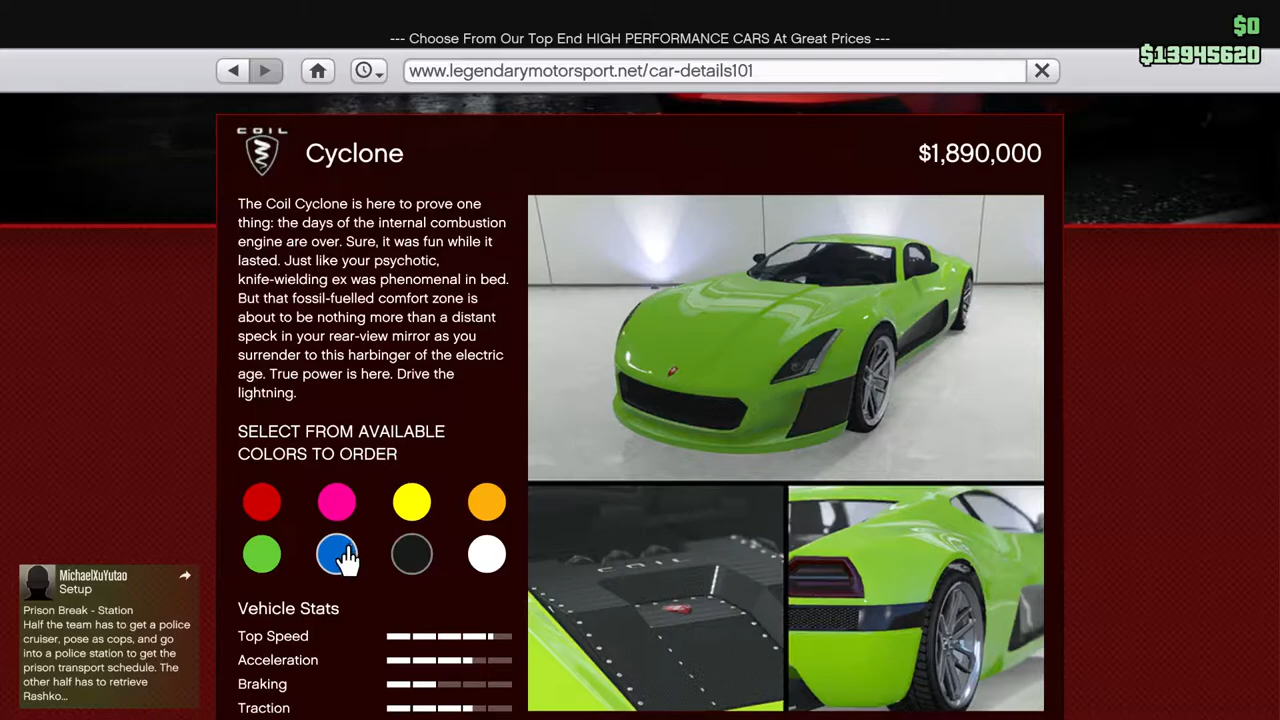 --- Choose From Our Top End HIGH PERFORMANCE CARS At Great Prices ---
$0
$13945620
www.legendarymotorsport.net/car-details101
COIL
Cyclone
$1,890,000
The Coil Cyclone is here to prove one
thing: the days of the internal combustion
engine are over. Sure, it was fun while it
lasted. Just like your psychotic,
knife-wielding ex was phenomenal in bed.
But that fossil-fuelled comfort zone is
about to be nothing more than a distant
speck in your rear-view mirror as you
surrender to this harbinger of the electric
age. True power is here. Drive the
lightning.
SELECT FROM AVAILABLE
COLORS TO ORDER
COIL
Vehicle Stats
Top Speed
Acceleration
Braking
Traction
MichaelXuYutao
Setup
Prison Break - Station
Half the team has to get a police
cruiser, pose as cops, and go
into a police station to get the
prison transport schedule. The
other half has to retrieve
Rashko...